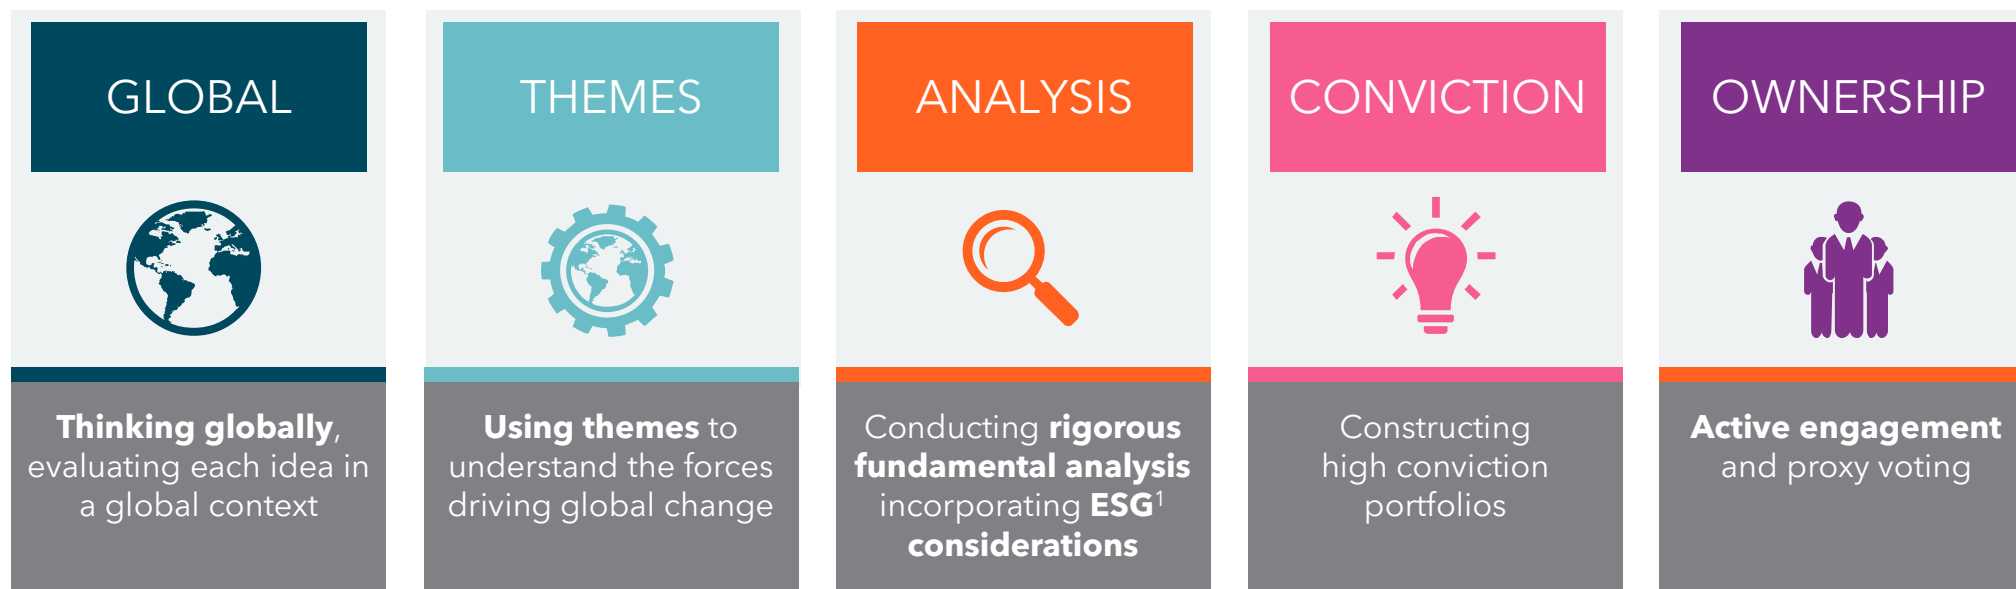 GLOBAL
THEMES
ANALYSIS
CONVICTION
OWNERSHIP
Thinking globally,
evaluating each idea in
a global context
Using themes to
understand the forces
driving global change
Conducting rigorous
fundamental analysis
incorporating ESG¹
considerations
Constructing
high conviction
portfolios
Active engagement
and proxy voting